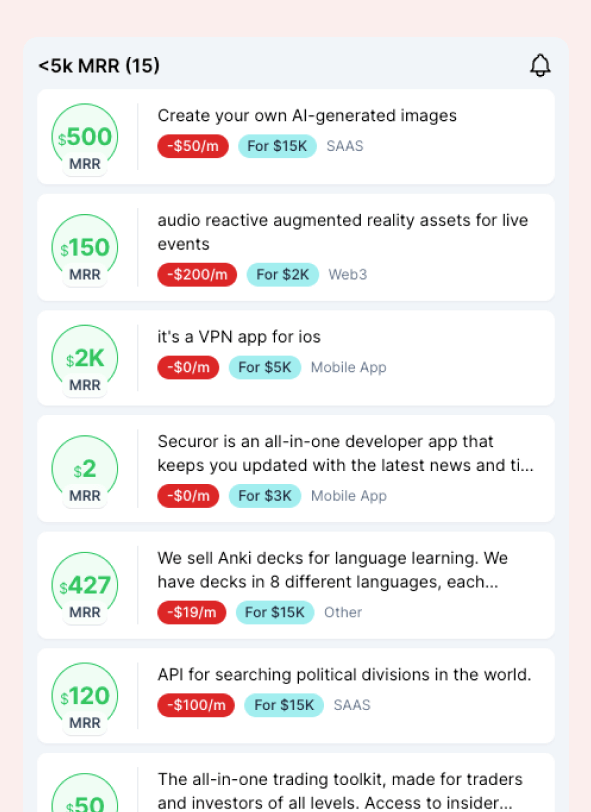 <5k MRR (15)
$500
MRR
Create your own AI-generated images
-$50/m For $15K SAAS
$150
MRR
audio reactive augmented reality assets for live
events
-$200/m For $2K Web3
$2K
MRR
it's a VPN app for ios
-$0/m For $5K Mobile App
$2
MRR
Securor is an all-in-one developer app that
keeps you updated with the latest news and ti...
-$0/m For $3K Mobile App
$427
MRR
We sell Anki decks for language learning. We
have decks in 8 different languages, each...
-$19/m For $15K Other
$120
MRR
API for searching political divisions in the world.
-$100/m For $15K SAAS
$50
The all-in-one trading toolkit, made for traders
and investors of all levels. Access to insider...